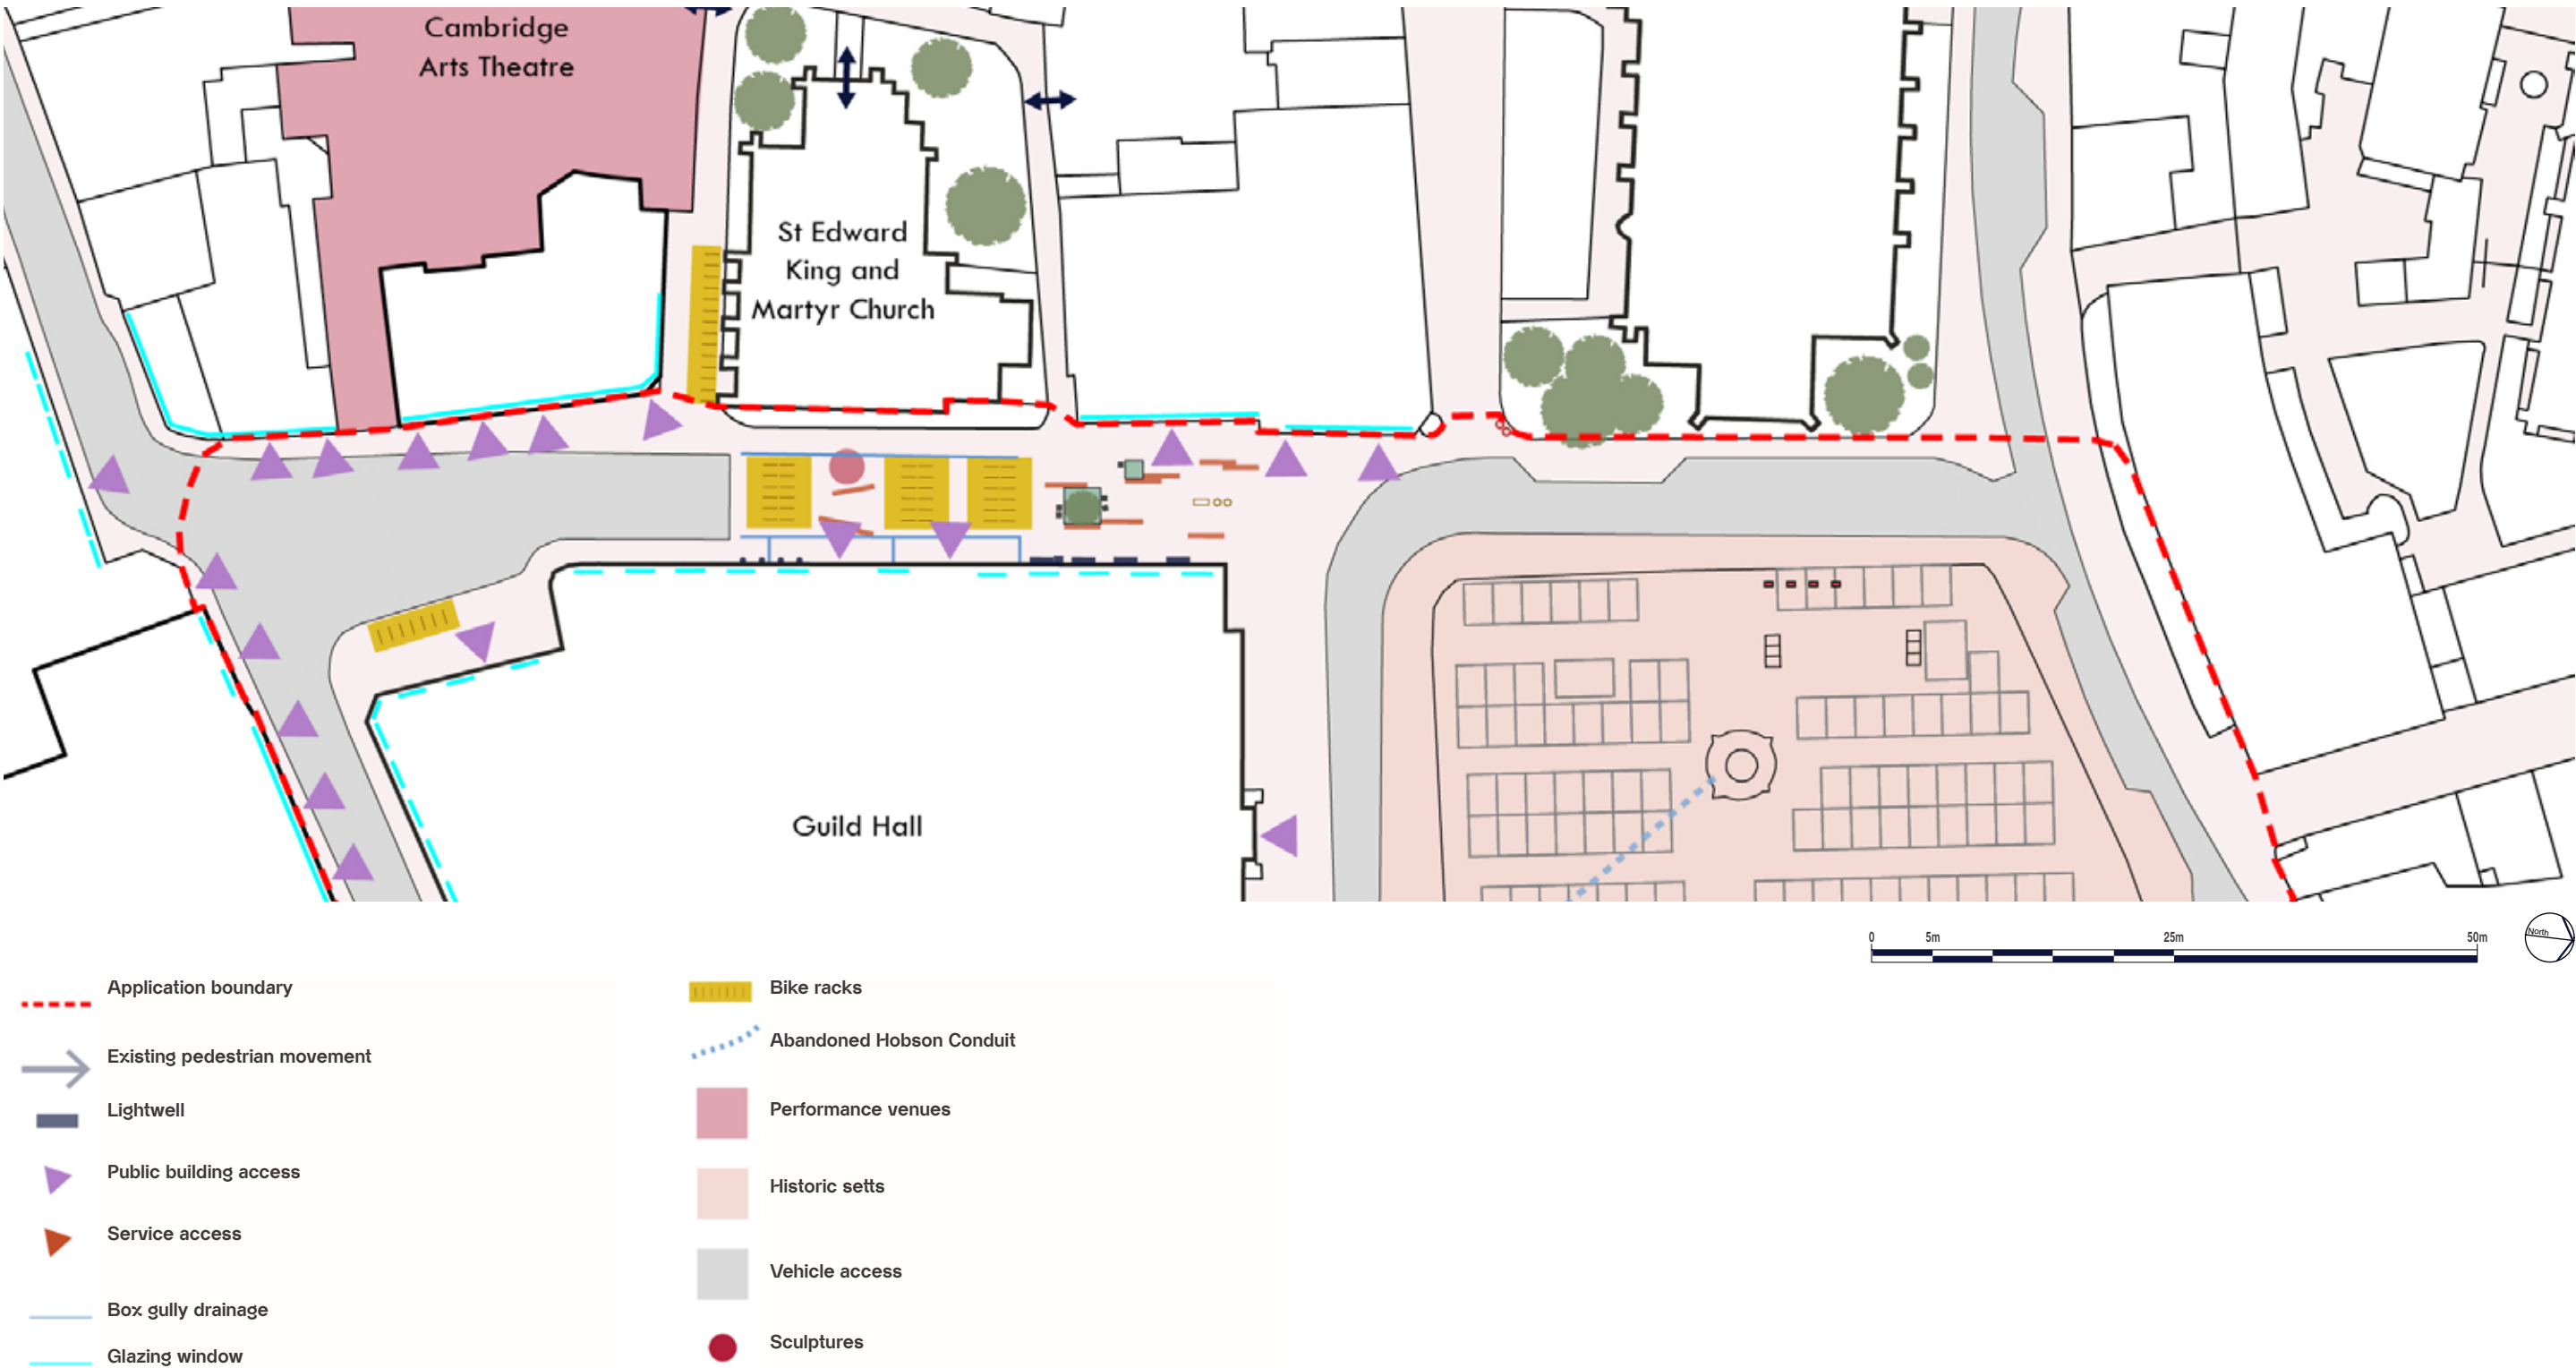 Cambridge
Arts Theatre
St Edward
King and
Martyr Church
Guild Hall
0
5m
25m
50m
North
Application boundary
Existing pedestrian movement
Lightwell
Public building access
Service access
Box gully drainage
Glazing window
Bike racks
Abandoned Hobson Conduit
Performance venues
Historic setts
Vehicle access
Sculptures